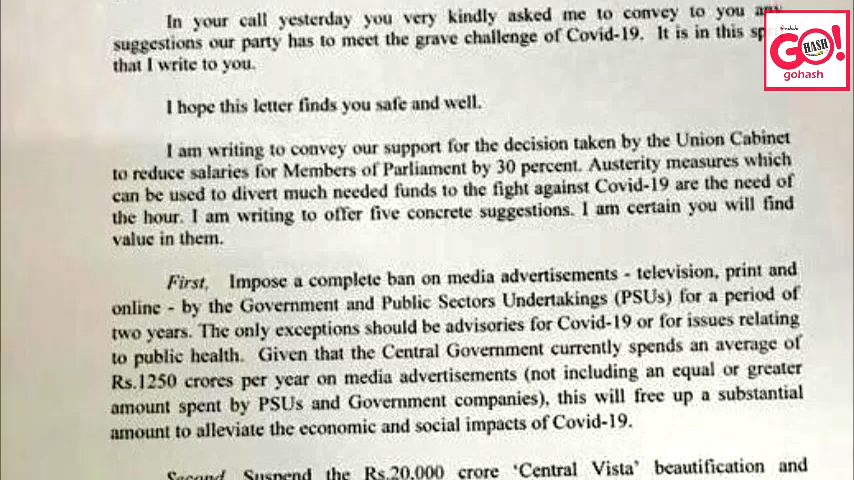 In your call yesterday you very kindly asked me to convey to you any
suggestions our party has to meet the grave challenge of Covid-19. It is in this
that I write to you.
I hope this letter finds you safe and well.
I am writing to convey our support for the decision taken by the Union Cabinet
to reduce salaries for Members of Parliament by 30 percent. Austerity measures which
can be used to divert much needed funds to the fight against Covid-19 are the need of
the hour. I am writing to offer five concrete suggestions. I am certain you will find
value in them.
First, Impose a complete ban on media advertisements - television, print and
online - by the Government and Public Sectors Undertakings (PSUs) for a period of
two years. The only exceptions should be advisories for Covid-19 or for issues relating
to public health. Given that the Central Government currently spends an average of
Rs.1250 crores per year on media advertisements (not including an equal or greater
amount spent by PSUs and Government companies), this will free up a substantial
amount to alleviate the economic and social impacts of Covid-19.
Second, Suspend the Rs.20,000 crore 'Central Vista' beautification and
GO!
HASH
gohash